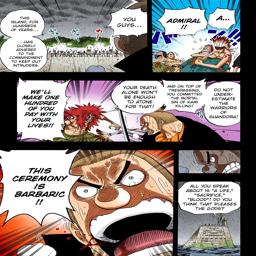 A...
ADMIRAL !!
YOU
GUYS...
THIS
ISLAND, FOR
HUNDREDS
OF YEARS...
HAS
CLOSELY
ADHERED TO
THE COMMANDMENT
TO KEEP OUT
INTRUDERS.
DO NOT
UNDER-
ESTIMATE
THE
WARRIORS
OF
SHANDORA!
AND ON TOP OF
TRESPASSING,
YOU COMMITTED
THE MORTAL
SIN OF KAMI
KILLING!
YOUR DEATH
ALONE WON'T
BE ENOUGH
TO ATONE
FOR THAT!
WE'LL
MAKE ONE
HUNDRED
OF YOU
PAY WITH
YOUR
LIVES!!
THIS
CEREMONY
IS
BARBARIC !!
ALL YOU
SPEAK ABOUT
IS "A LIFE,"
"SACRIFICE,"
"BLOOD"! DO YOU
THINK THAT PLEASES
THE GODS?